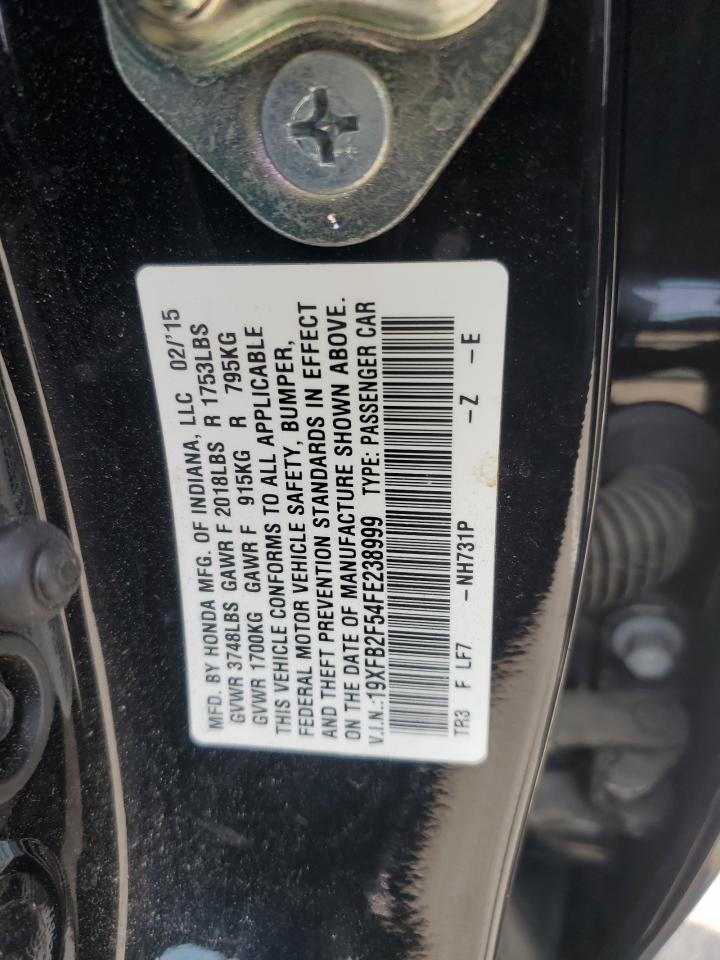 MFD. BY HONDA MFG. OF INDIANA, LLC 02/'15
GVWR 3748LBS GAWR F 2018LBS R 1753LBS
GVWR 1700KG GAWR F 915KG R 795KG
THIS VEHICLE CONFORMS TO ALL APPLICABLE
FEDERAL MOTOR VEHICLE SAFETY, BUMPER,
AND THEFT PREVENTION STANDARDS IN EFFECT
ON THE DATE OF MANUFACTURE SHOWN ABOVE.
V.I.N.:19XFB2F54FE238999 TYPE: PASSENGER CAR
TR3 F LF7 -NH731P -Z -E